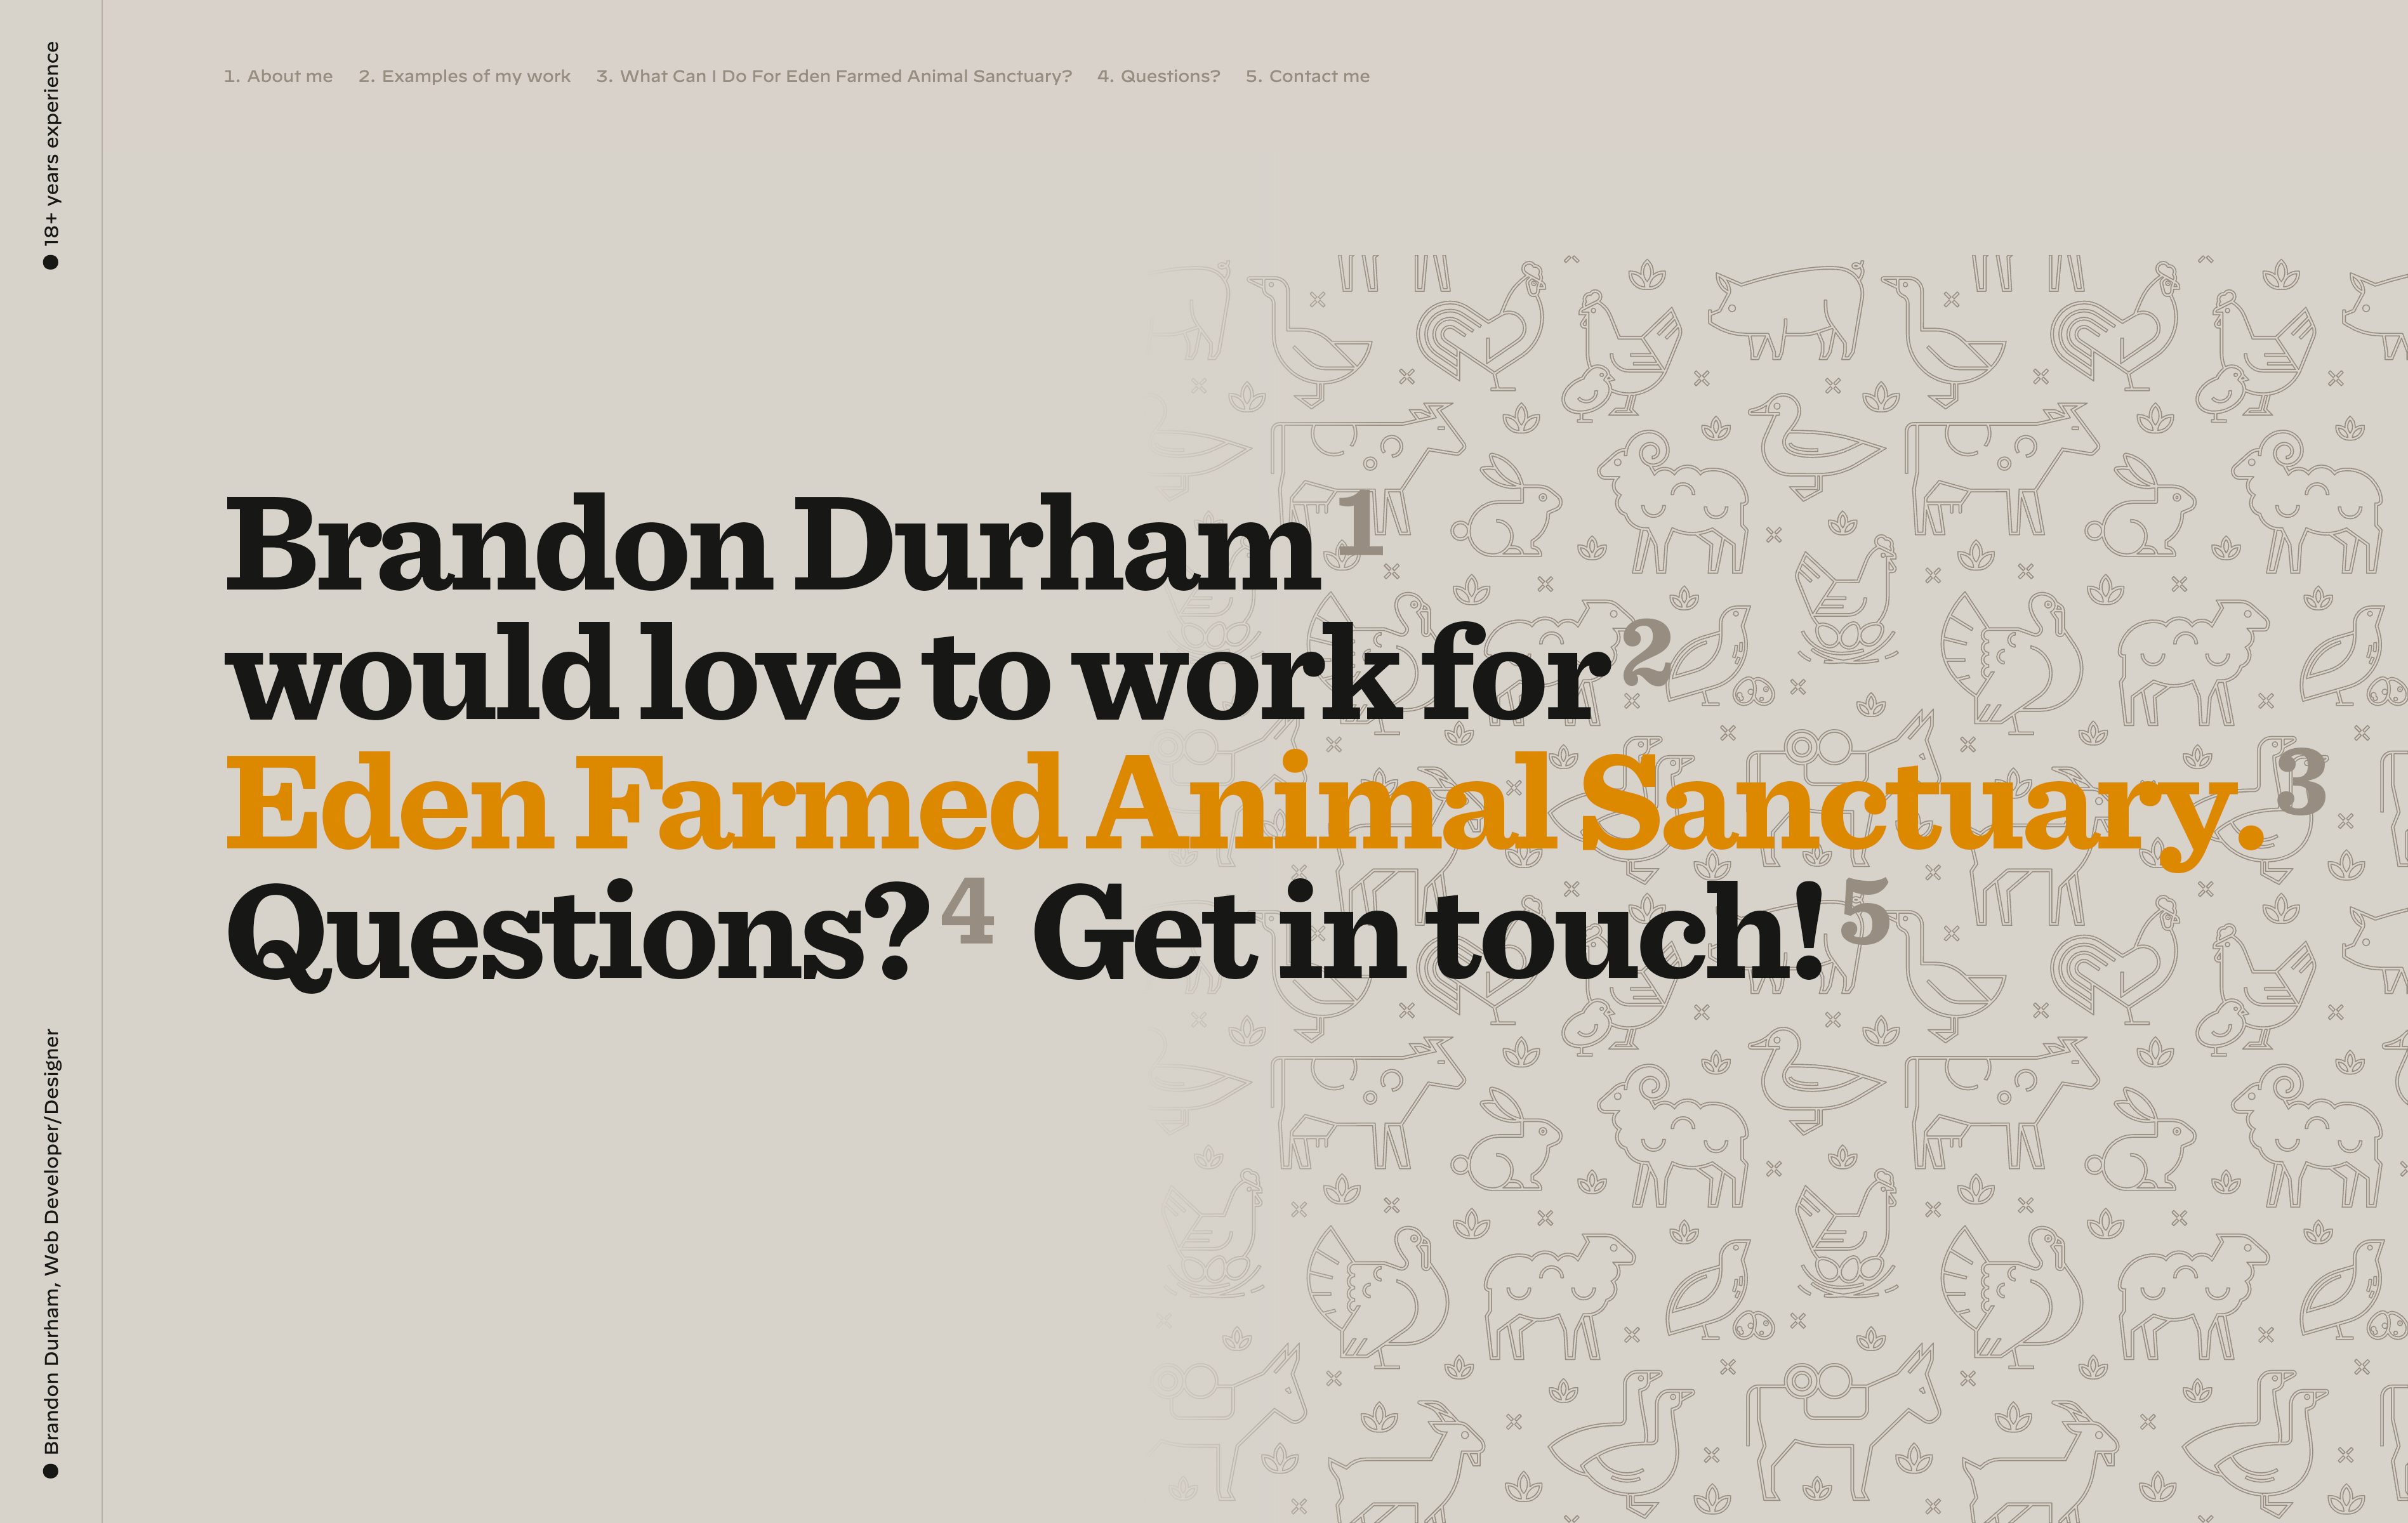 18+ years experience
Brandon Durham, Web Developer/Designer
1. About me 2. Examples of my work 3. What Can I Do For Eden Farmed Animal Sanctuary? 4. Questions? 5. Contact me
Brandon Durham 1
would love to work for 2
Eden Farmed Animal Sanctuary. 3
Questions? 4 Get in touch! 5